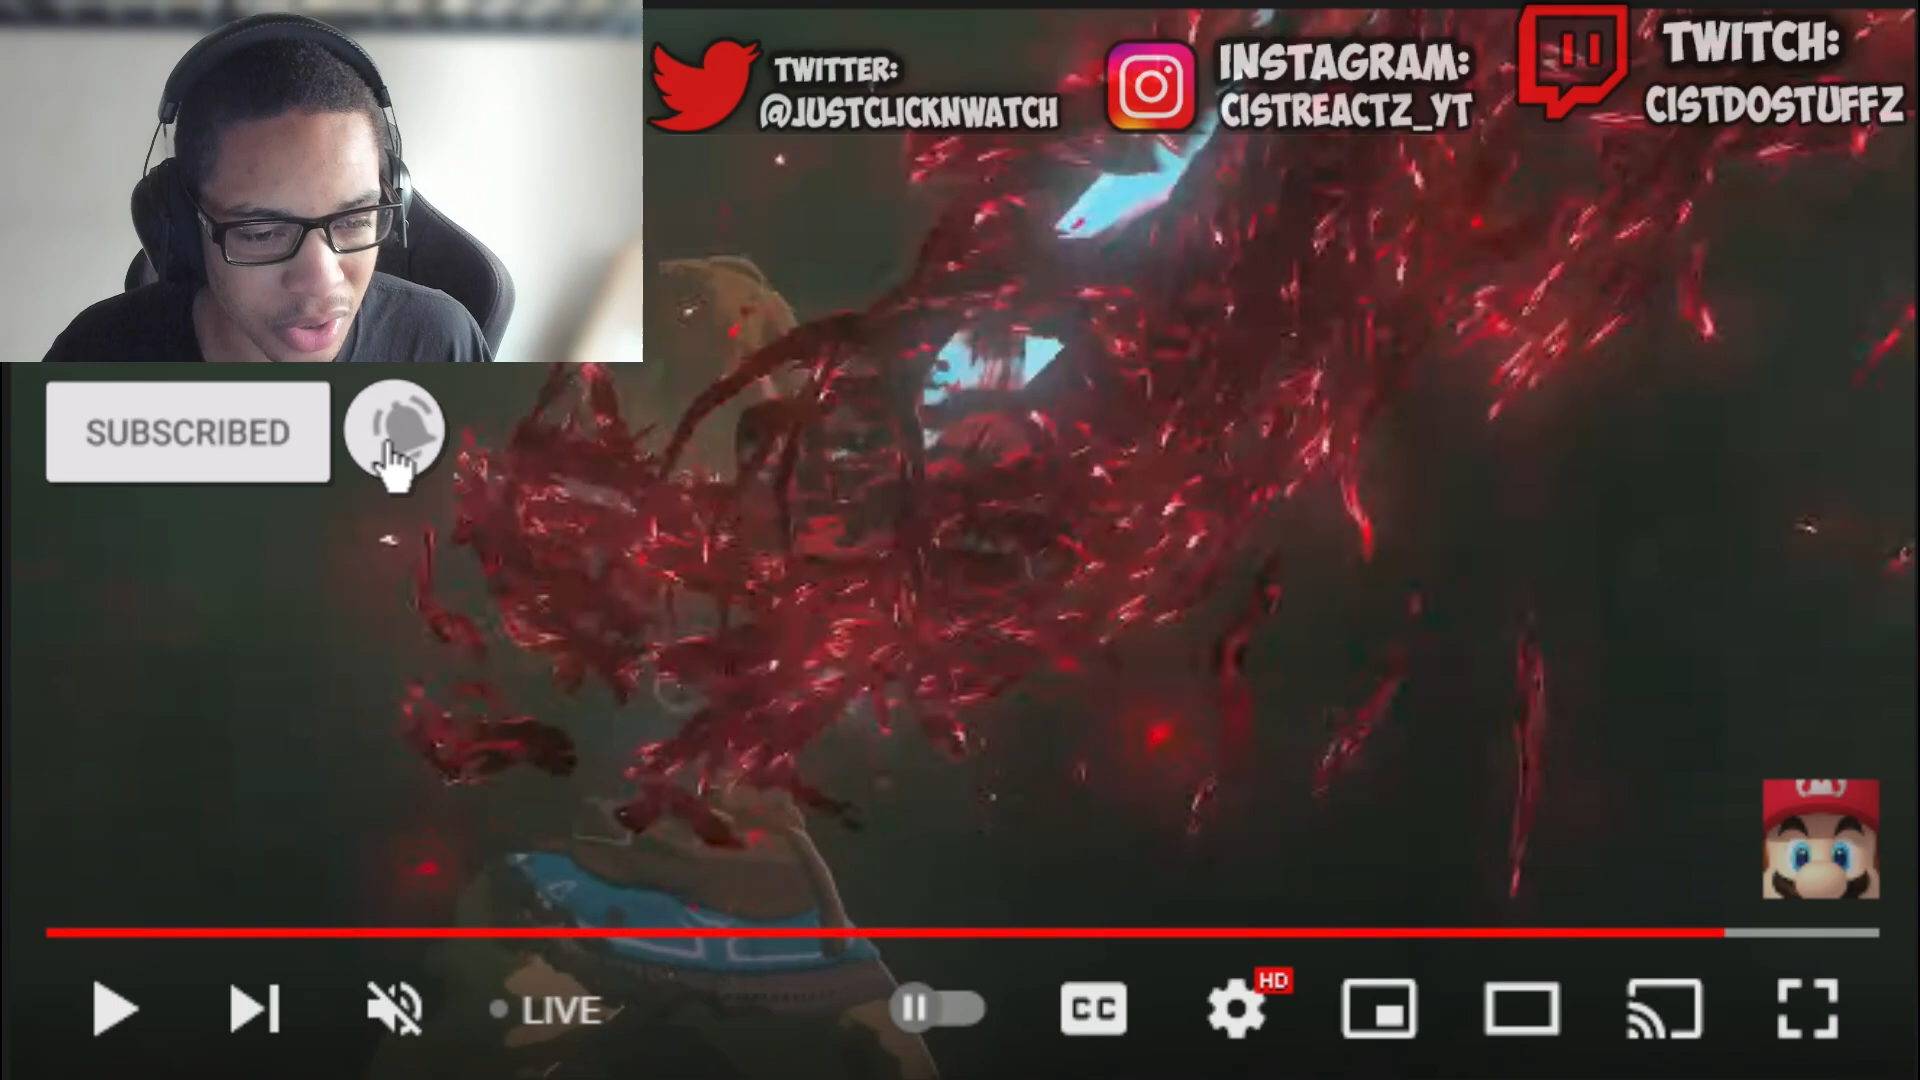 TWITTER:
@JUSTCLICKNWATCH
INSTAGRAM:
CISTREACTZ_YT
TWITCH:
CISTDOSTUFFZ
SUBSCRIBED
M
LIVE
CC
HD